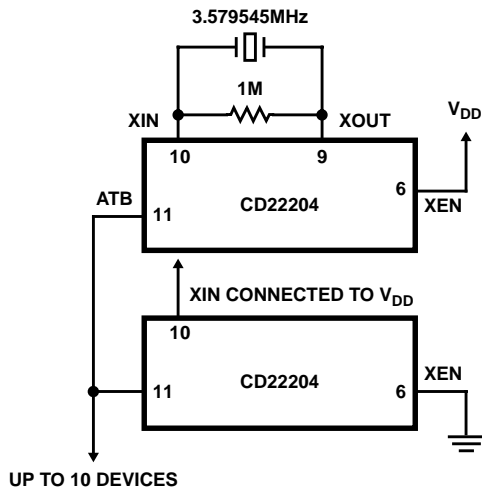 3.579545MHz
1M
XIN
XOUT
VDD
10
9
6
XEN
ATB
11
CD22204
XIN CONNECTED TO VDD
10
CD22204
11
6
XEN
UP TO 10 DEVICES